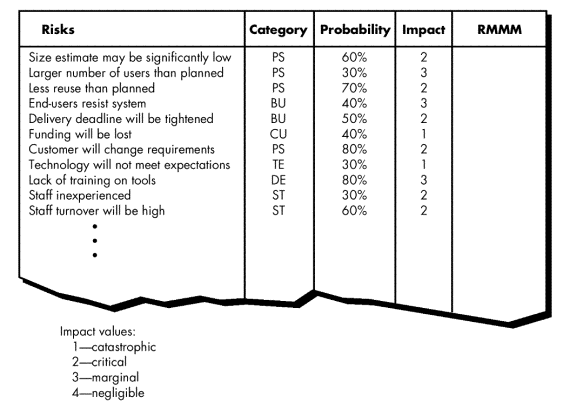 Risks Category Probability Impact RMMM
Size estimate may be significantly low PS 60% 2
Larger number of users than planned PS 30% 3
Less reuse than planned PS 70% 2
End-users resist system BU 40% 3
Delivery deadline will be tightened BU 50% 2
Funding will be lost CU 40% 1
Customer will change requirements PS 80% 2
Technology will not meet expectations TE 30% 1
Lack of training on tools DE 80% 3
Staff inexperienced ST 30% 2
Staff turnover will be high ST 60% 2
Impact values:
1—catastrophic
2—critical
3—marginal
4—negligible